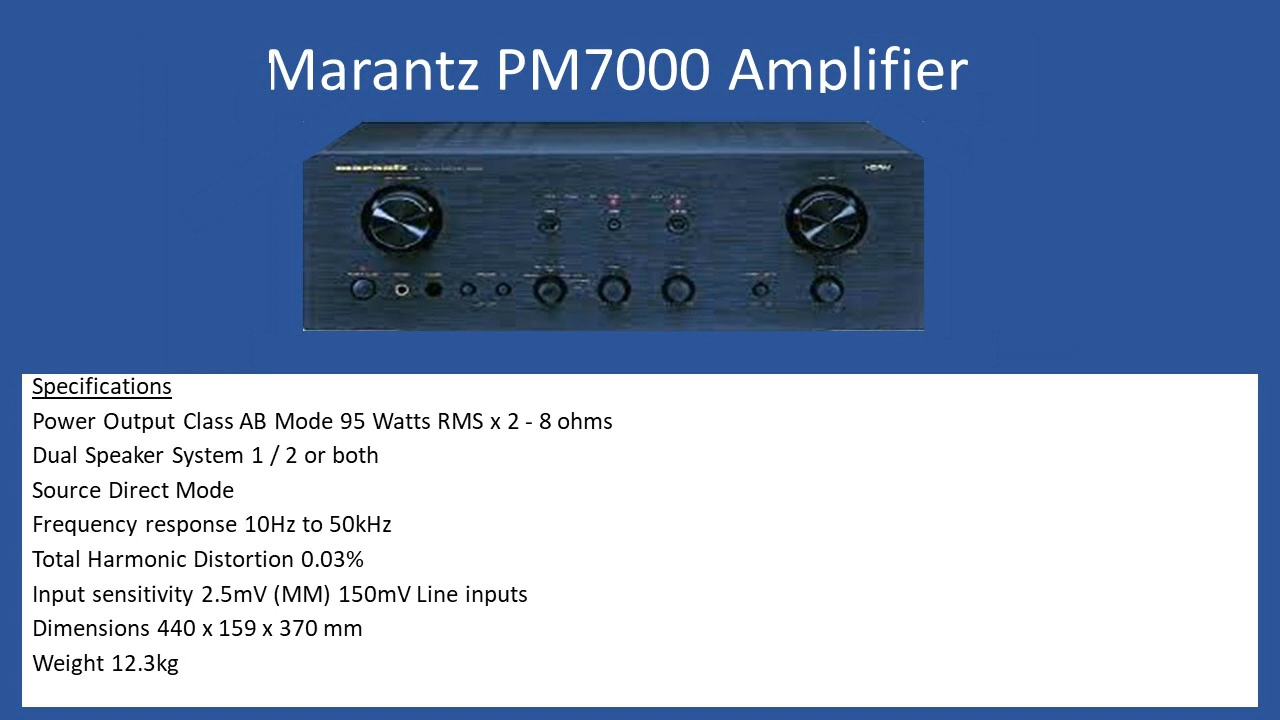 Marantz PM7000 Amplifier
marantz
Specifications
Power Output Class AB Mode 95 Watts RMS x 2 - 8 ohms
Dual Speaker System 1 / 2 or both
Source Direct Mode
Frequency response 10Hz to 50kHz
Total Harmonic Distortion 0.03%
Input sensitivity 2.5mV (MM) 150mV Line inputs
Dimensions 440 x 159 x 370 mm
Weight 12.3kg